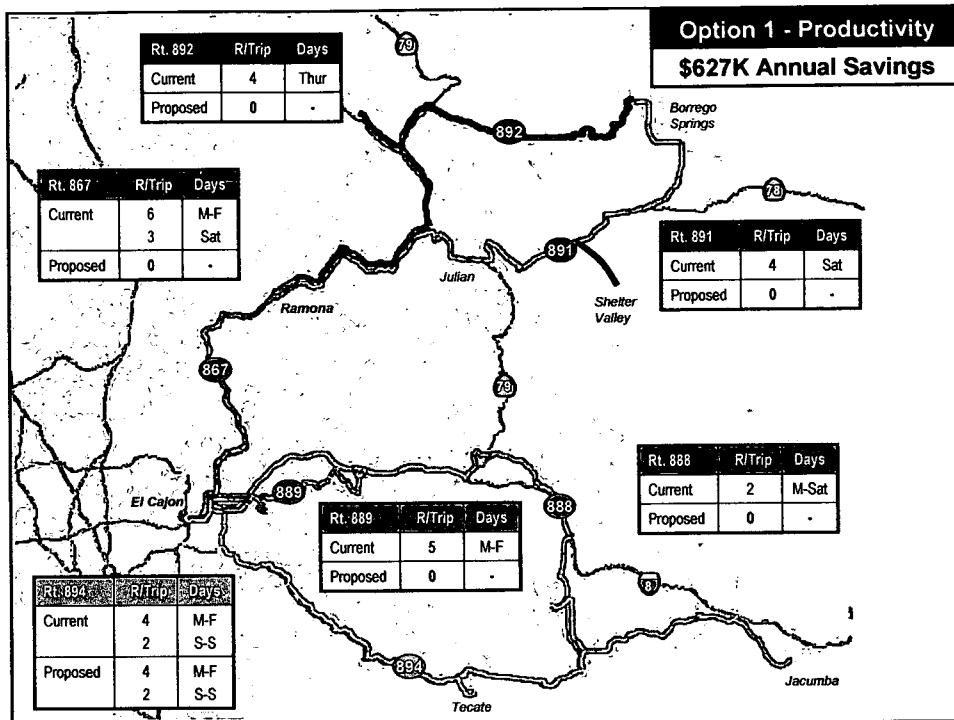 Option 1 - Productivity
$627K Annual Savings
Rt. 892 R/Trip Days
Current 4 Thur
Proposed 0 -
79
892
Borrego
Springs
78
Rt. 867 R/Trip Days
Current 6 M-F
3 Sat
Proposed 0 -
Rt. 891 R/Trip Days
Current 4 Sat
Proposed 0 -
891
Julian
Shelter
Valley
Ramona
867
79
Rt. 888 R/Trip Days
Current 2 M-Sat
Proposed 0 -
El Cajon
889
888
Rt. 889 R/Trip Days
Current 5 M-F
Proposed 0 -
8
Rt. 894 R/Trip Days
Current 4 M-F
2 S-S
Proposed 4 M-F
2 S-S
894
Tecate
Jacumba